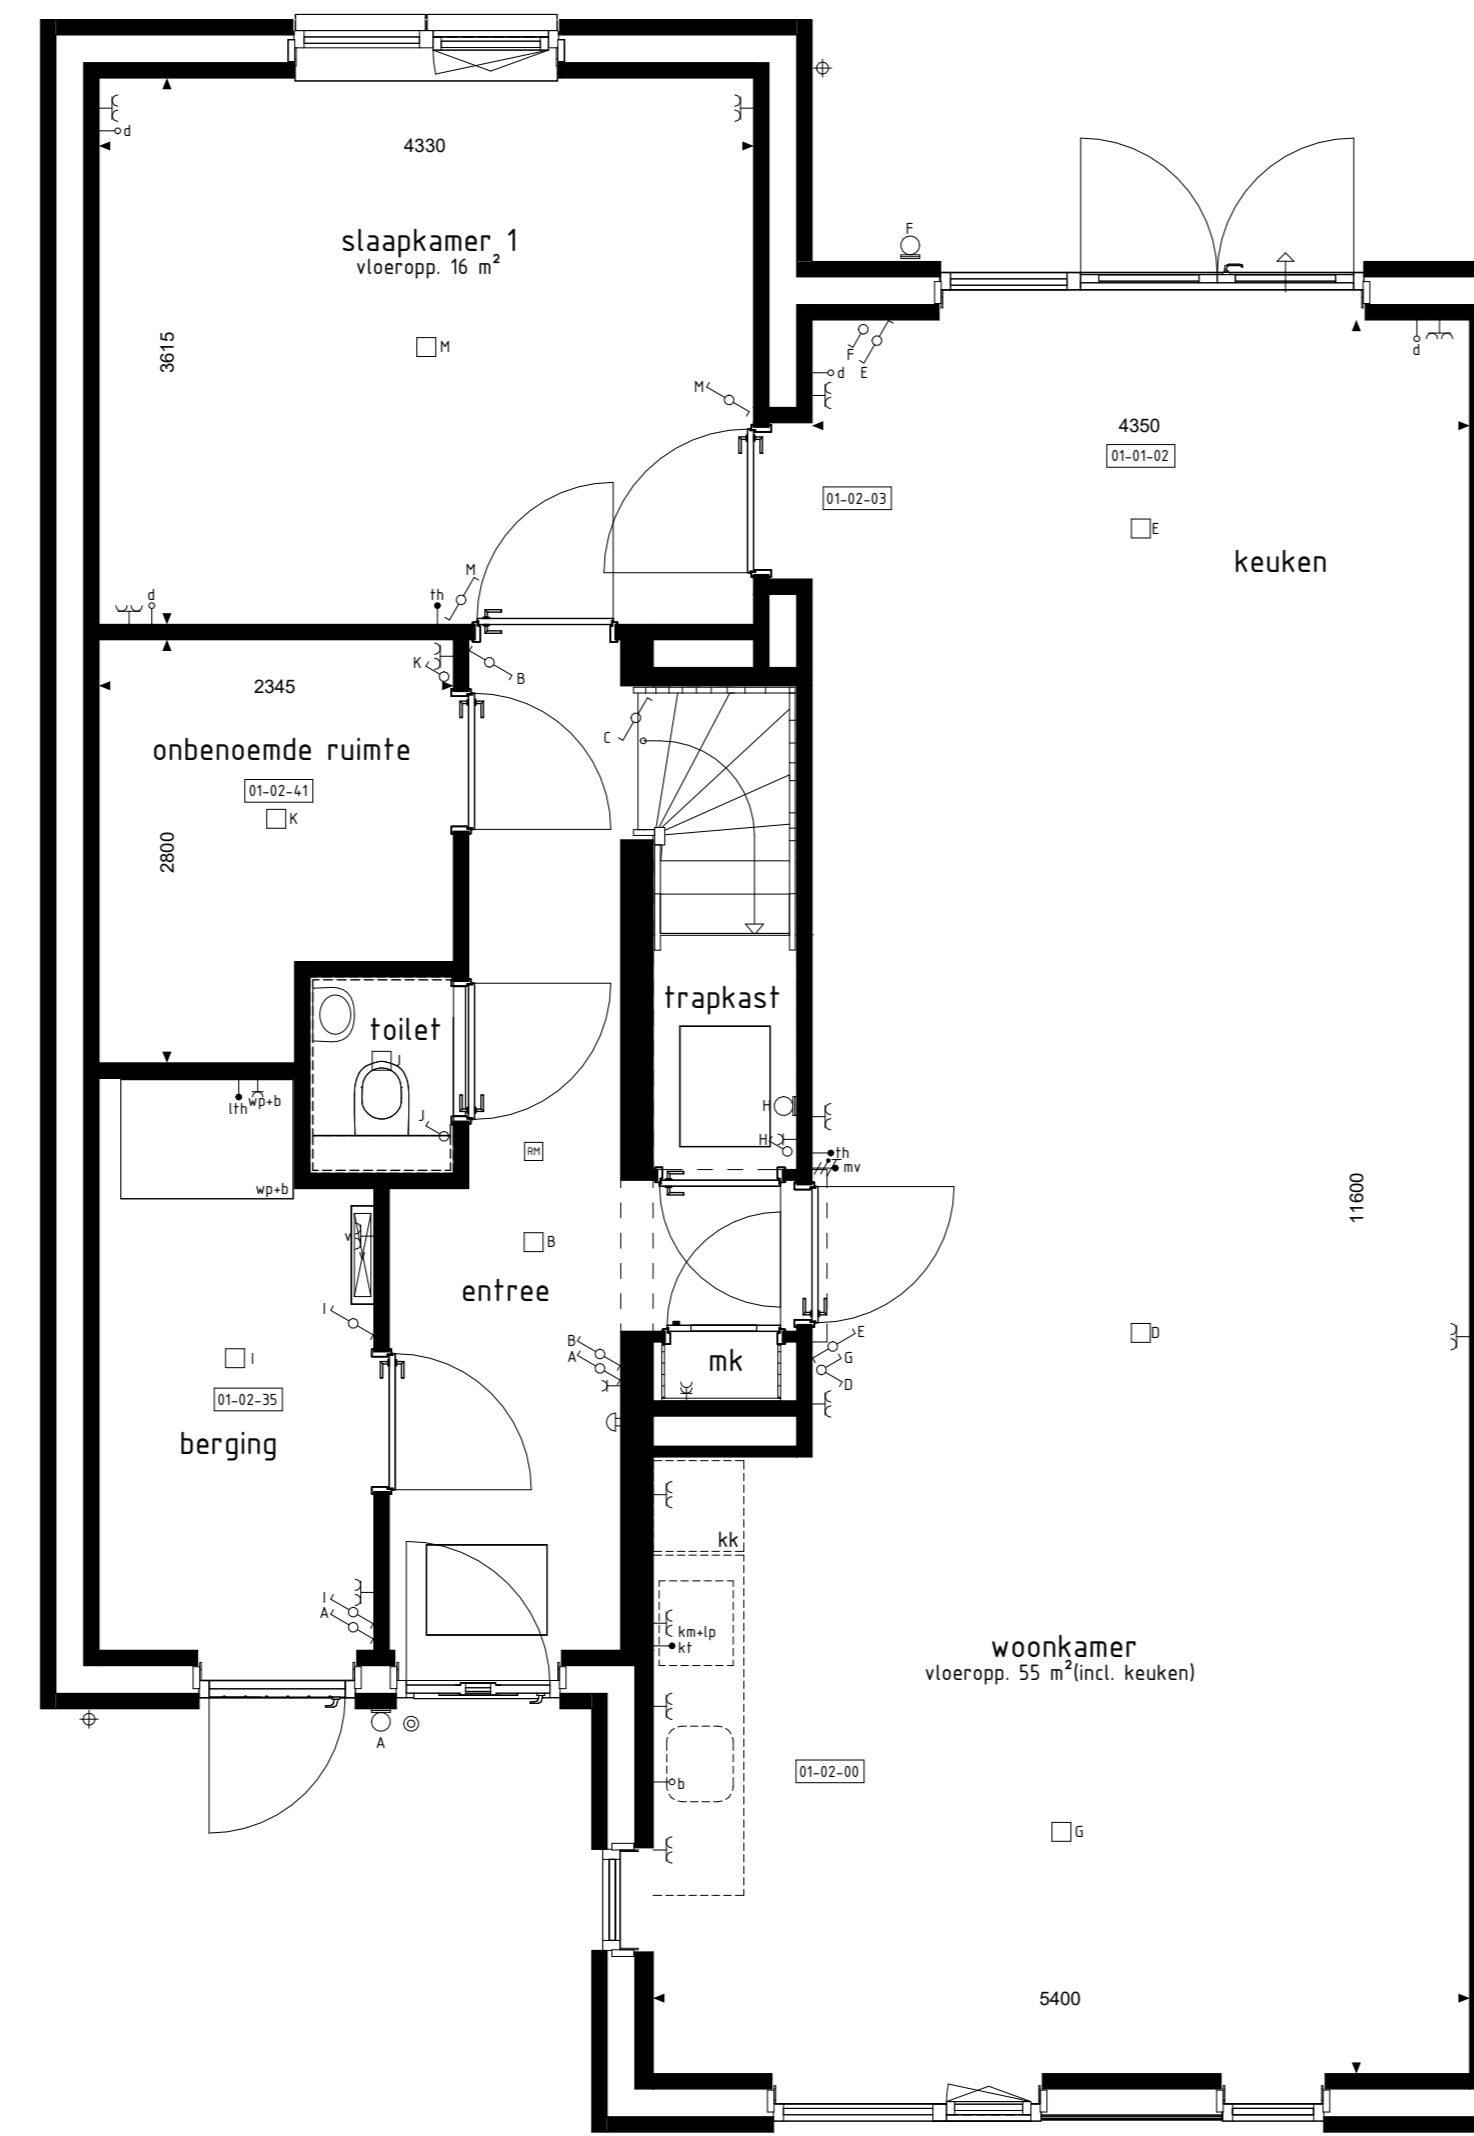 d
4330
slaapkamer 1
vloeropp. 16 m²
F
3615
M
F
E
d
d
M
4350
01-01-02
01-02-03
E
keuken
d
th
M
K
B
2345
C
onbenoemde ruimte
01-02-41
K
2800
trapkast
toilet
J
lth
wp+b
J
H
H
RM
th
mv
wp+b
11600
v
B
entree
I
B
A
E
G
D
D
mk
I
01-02-35
berging
kk
I
A
km+lp
kt
woonkamer
vloeropp. 55 m²(incl. keuken)
A
01-02-00
b
G
5400